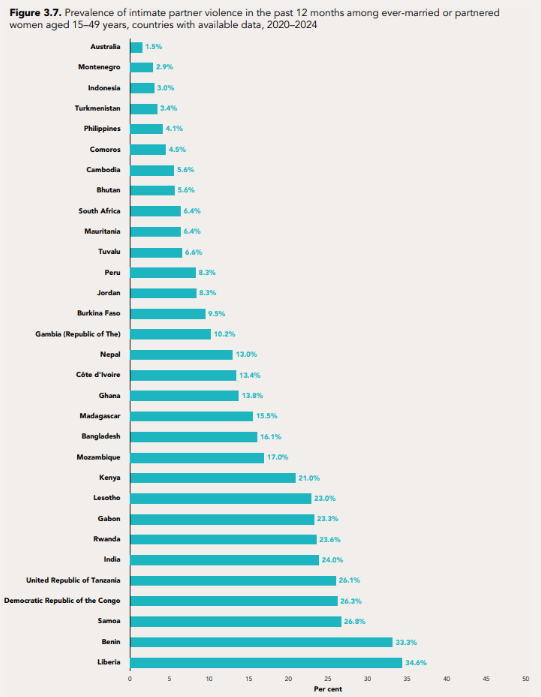 Figure 3.7. Prevalence of intimate partner violence in the past 12 months among ever-married or partnered
women aged 15–49 years, countries with available data, 2020–2024
Australia 1.5%
Montenegro 2.9%
Indonesia 3.0%
Turkmenistan 3.4%
Philippines 4.1%
Comoros 4.5%
Cambodia 5.6%
Bhutan 5.6%
South Africa 6.4%
Mauritania 6.4%
Tuvalu 6.6%
Peru 8.3%
Jordan 8.3%
Burkina Faso 9.5%
Gambia (Republic of The) 10.2%
Nepal 13.0%
Côte d'Ivoire 13.4%
Ghana 13.8%
Madagascar 15.5%
Bangladesh 16.1%
Mozambique 17.0%
Kenya 21.0%
Lesotho 23.0%
Gabon 23.3%
Rwanda 23.6%
India 24.0%
United Republic of Tanzania 26.1%
Democratic Republic of the Congo 26.3%
Samoa 26.8%
Benin 33.3%
Liberia 34.6%
0 5 10 15 20 25 30 35 40 45 50
Per cent